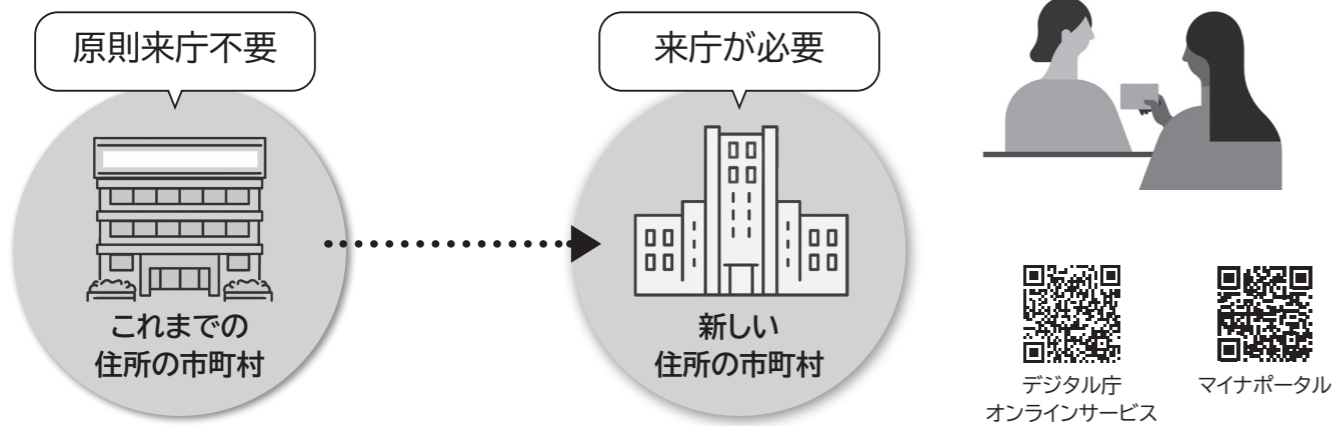 原則来庁不要
来庁が必要
これまでの
住所の市町村
新しい
住所の市町村
デジタル庁
オンラインサービス
マイナポータル